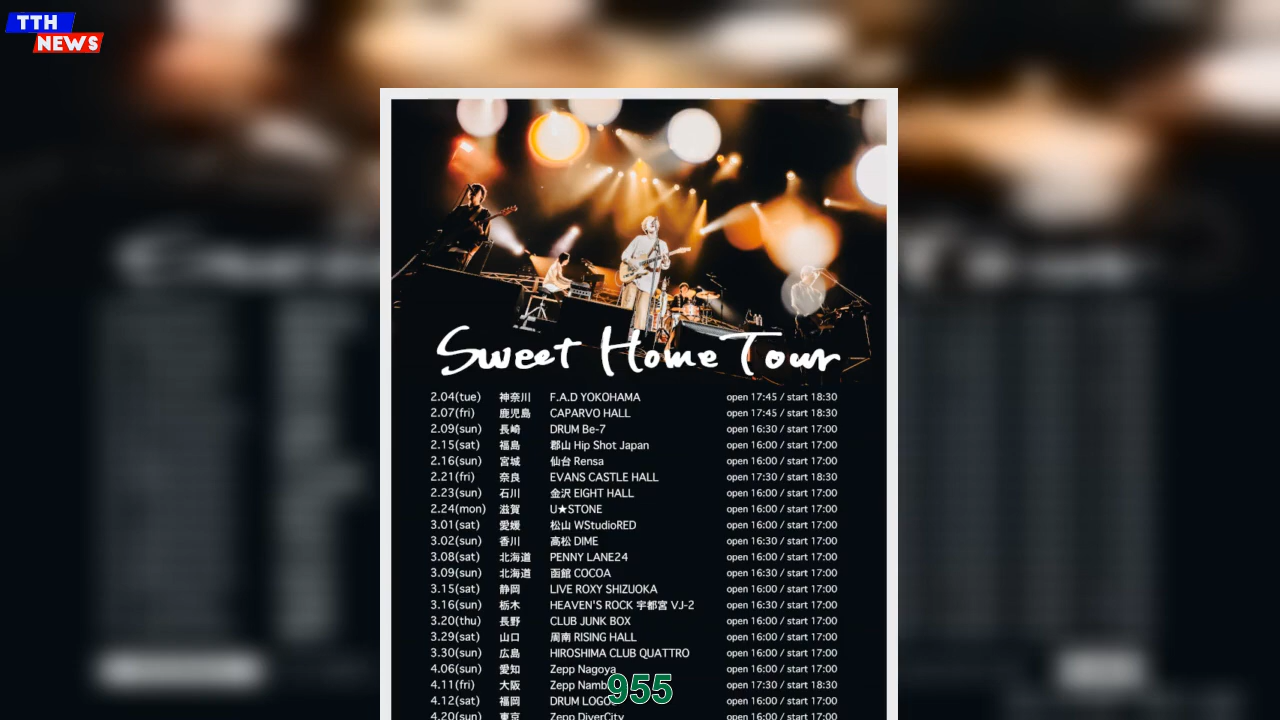 TTH
NEWS
Sweet Home Tour
2.04(tue) 神奈川 F.A.D YOKOHAMA open 17:45 / start 18:30
2.07(fri) 鹿児島 CAPARVO HALL open 17:45 / start 18:30
2.09(sun) 長崎 DRUM Be-7 open 16:30 / start 17:00
2.15(sat) 福島 郡山 Hip Shot Japan open 16:00 / start 17:00
2.16(sun) 宮城 仙台 Rensa open 16:00 / start 17:00
2.21(fri) 奈良 EVANS CASTLE HALL open 17:30 / start 18:30
2.23(sun) 石川 金沢 EIGHT HALL open 16:00 / start 17:00
2.24(mon) 滋賀 U★STONE open 16:00 / start 17:00
3.01(sat) 愛媛 松山 WStudioRED open 16:00 / start 17:00
3.02(sun) 香川 高松 DIME open 16:30 / start 17:00
3.08(sat) 北海道 PENNY LANE24 open 16:00 / start 17:00
3.09(sun) 北海道 函館 COCOA open 16:30 / start 17:00
3.15(sat) 静岡 LIVE ROXY SHIZUOKA open 16:00 / start 17:00
3.16(sun) 栃木 HEAVEN'S ROCK 宇都宮 VJ-2 open 16:30 / start 17:00
3.20(thu) 長野 CLUB JUNK BOX open 16:00 / start 17:00
3.29(sat) 山口 周南 RISING HALL open 16:00 / start 17:00
3.30(sun) 広島 HIROSHIMA CLUB QUATTRO open 16:00 / start 17:00
4.06(sun) 愛知 Zepp Nagoya open 16:00 / start 17:00
4.11(fri) 大阪 Zepp open 17:30 / start 18:30
955
4.12(sat) 福岡 DRUM open 16:00 / start 17:00
4.20(sun) 東京 Zepp DiverCity open 16:00 / start 17:00